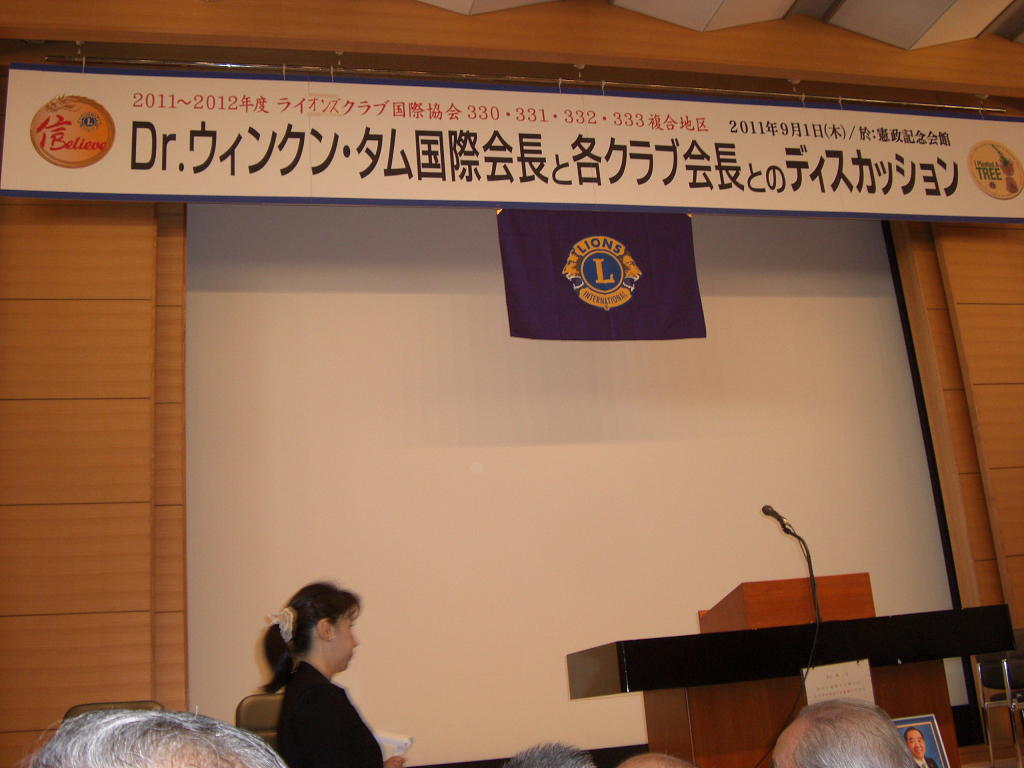 2011～2012年度 ライオンズクラブ国際協会 330・331・332・333複合地区
2011年9月1日(木)/於:憲政記念会館
Dr.ウィンクン・タム国際会長と各クラブ会長とのディスカッション
信
Believe
I Planted A
TREE
LIONS
L
INTERNATIONAL